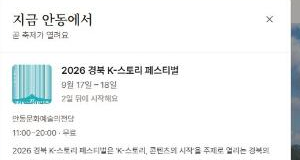 지금 안동에서
곧 축제가 열려요
2026 경북 K-스토리 페스티벌
9월 17일~18일
2일 뒤에 시작해요
안동문화예술의전당
11:00~20:00 · 무료
2026 경북 K-스토리 페스티벌은 'K-스토리, 콘텐츠의 시작'을 주제로 열리는 경북의